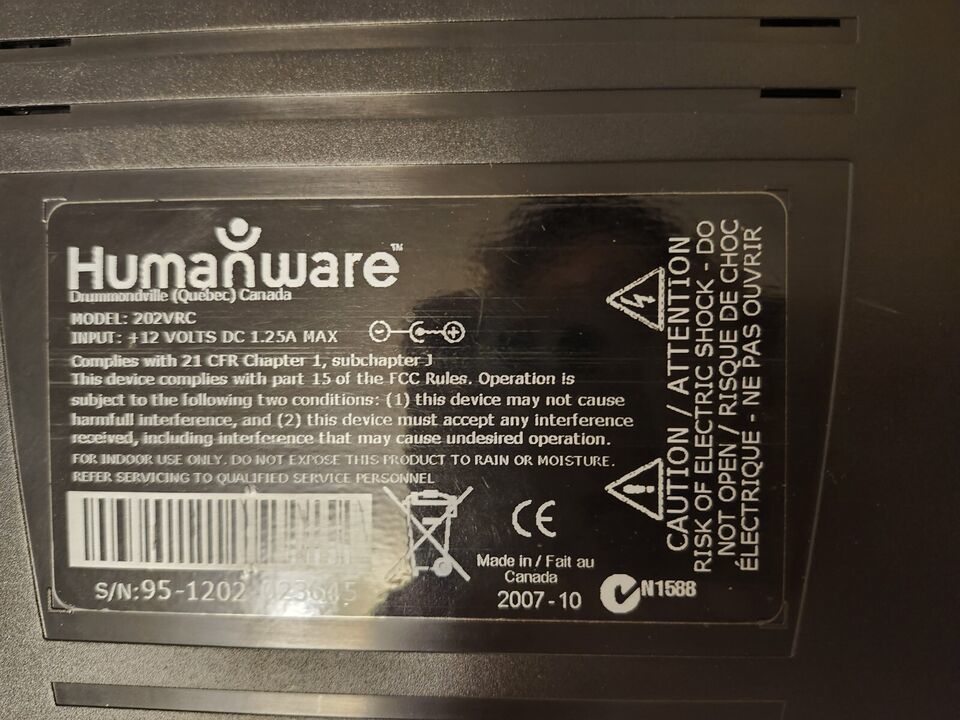 Humanware™
Drummondville (Québec) Canada
MODEL: 202VRC
INPUT: +12 VOLTS DC 1.25A MAX
Complies with 21 CFR Chapter 1, subchapter J
This device complies with part 15 of the FCC Rules. Operation is
subject to the following two conditions: (1) this device may not cause
harmfull interference, and (2) this device must accept any interference
received, including interference that may cause undesired operation.
FOR INDOOR USE ONLY. DO NOT EXPOSE THIS PRODUCT TO RAIN OR MOISTURE.
REFER SERVICING TO QUALIFIED SERVICE PERSONNEL
S/N:95-1202
CE
Made in / Fait au
Canada
2007-10
N1588
CAUTION / ATTENTION
RISK OF ELECTRIC SHOCK - DO
NOT OPEN / RISQUE DE CHOC
ÉLECTRIQUE - NE PAS OUVRIR